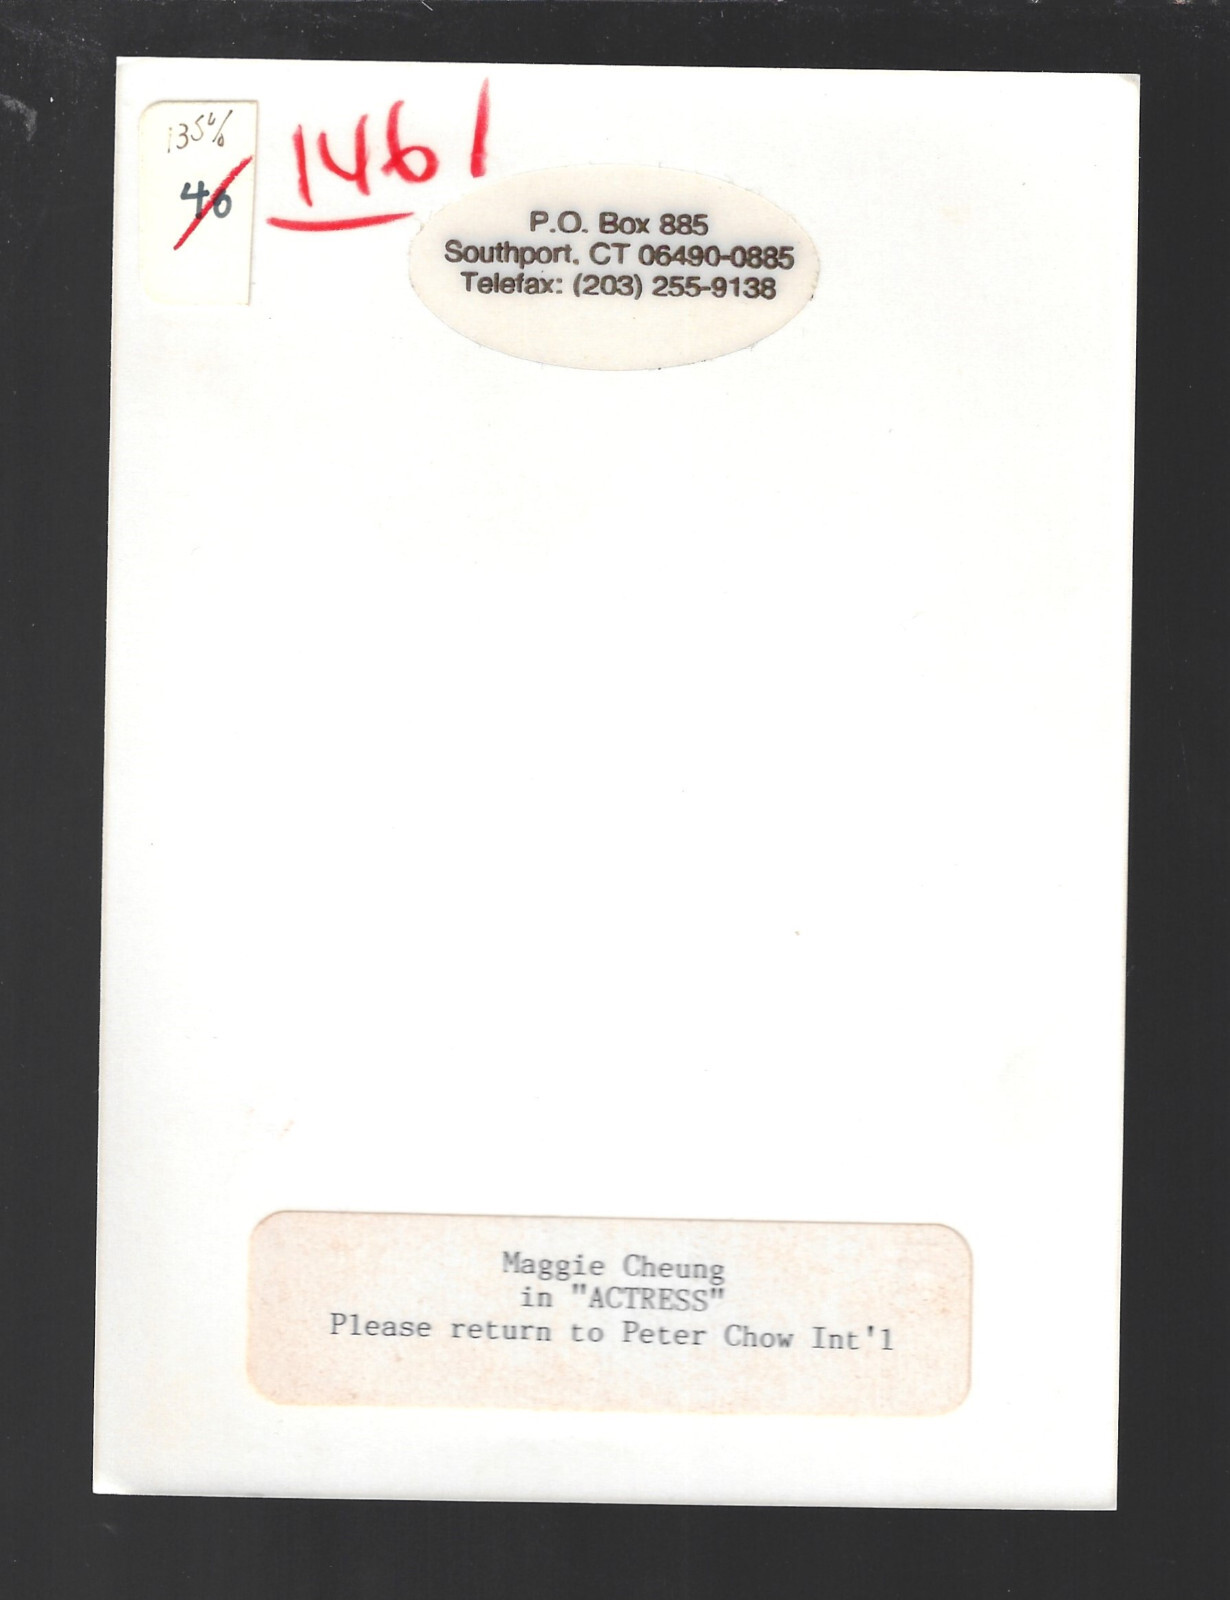 135%
46
1461
P.O. Box 885
Southport, CT 06490-0885
Telefax: (203) 255-9138
Maggie Cheung
in "ACTRESS"
Please return to Peter Chow Int'l